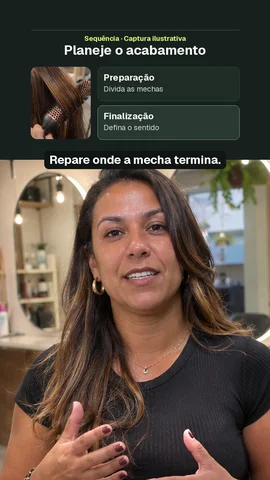 Sequência · Captura ilustrativa
Planeje o acabamento
Preparação
Divida as mechas
Finalização
Defina o sentido
Repare onde a mecha termina.